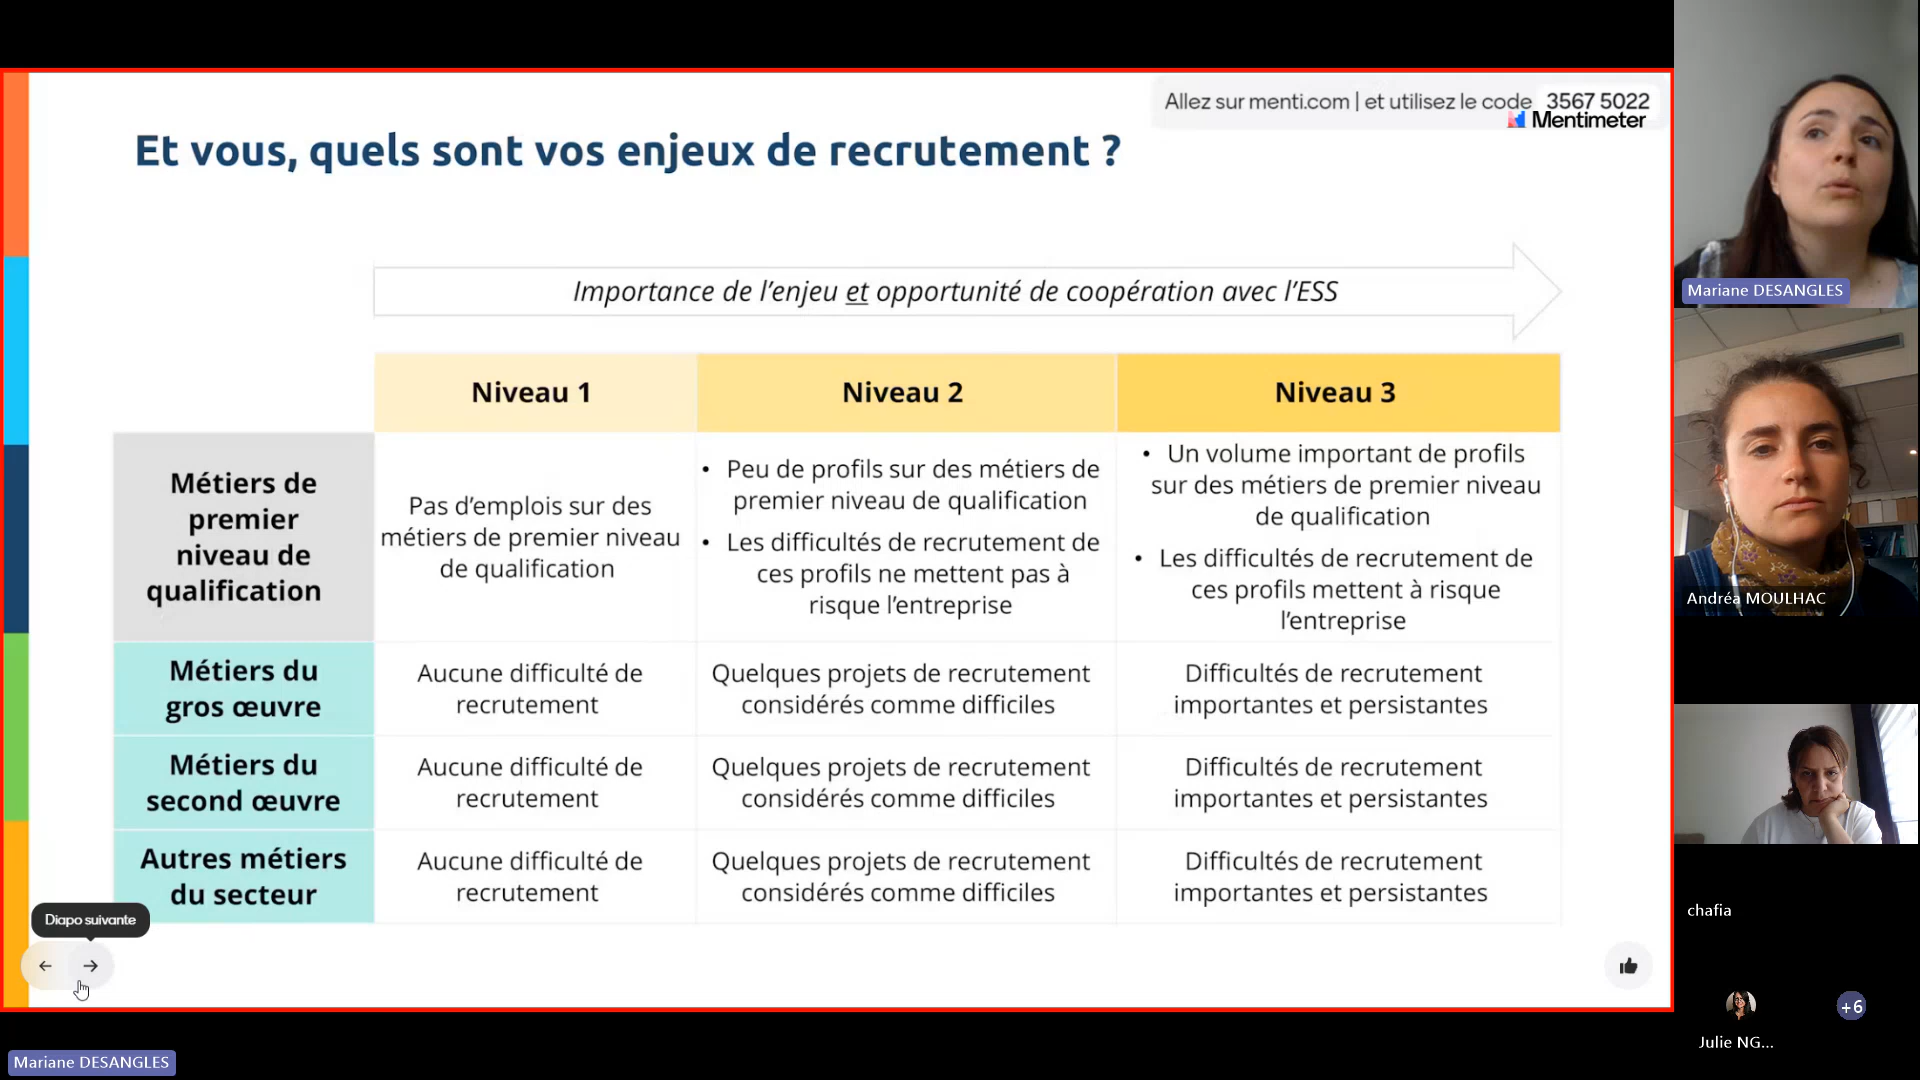 Allez sur menti.com | et utilisez le code 3567 5022
Mentimeter
Et vous, quels sont vos enjeux de recrutement ?
Importance de l’enjeu et opportunité de coopération avec l’ESS
Niveau 1
Niveau 2
Niveau 3
Métiers de
premier
niveau de
qualification
Pas d’emplois sur des
métiers de premier niveau
de qualification
• Peu de profils sur des métiers de
premier niveau de qualification
• Les difficultés de recrutement de
ces profils ne mettent pas à
risque l’entreprise
• Un volume important de profils
sur des métiers de premier niveau
de qualification
• Les difficultés de recrutement de
ces profils mettent à risque
l’entreprise
Métiers du
gros œuvre
Aucune difficulté de
recrutement
Quelques projets de recrutement
considérés comme difficiles
Difficultés de recrutement
importantes et persistantes
Métiers du
second œuvre
Aucune difficulté de
recrutement
Quelques projets de recrutement
considérés comme difficiles
Difficultés de recrutement
importantes et persistantes
Autres métiers
du secteur
Aucune difficulté de
recrutement
Quelques projets de recrutement
considérés comme difficiles
Difficultés de recrutement
importantes et persistantes
Diapo suivante
Mariane DESANGLES
Mariane DESANGLES
Andréa MOULHAC
chafia
+6
Julie NG...